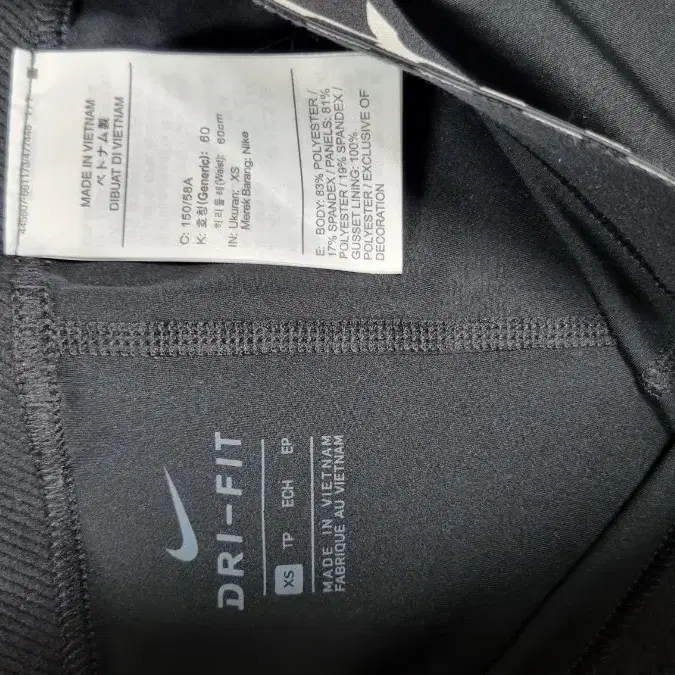 MADE IN VIETNAM
ベトナム製
DIBUAT DI VIETNAM
C: 150/58A
K: 호칭(Generic): 60
허리둘레(Waist): 60cm
IN: Ukuran: XS
Merek Barang: Nike
E: BODY: 83% POLYESTER /
17% SPANDEX / PANELS: 81%
POLYESTER / 19% SPANDEX /
GUSSET LINING: 100%
POLYESTER / EXCLUSIVE OF
DECORATION
DRI-FIT
XS TP ECH EP
MADE IN VIETNAM
FABRIQUE AU VIETNAM